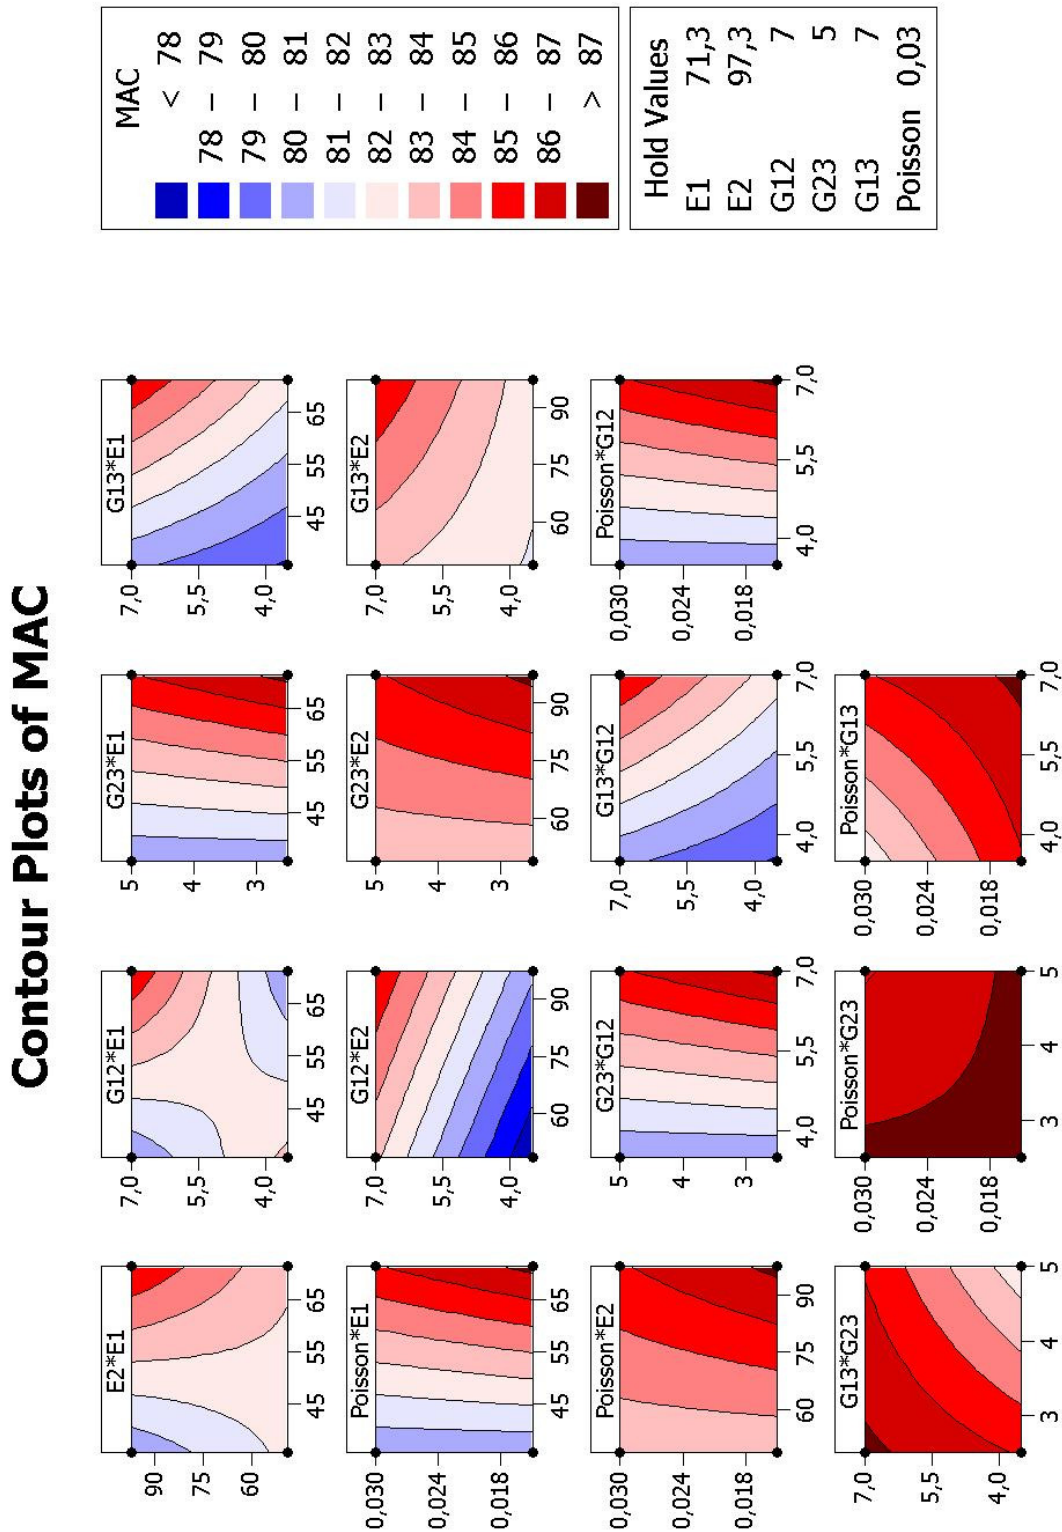 Contour Plots of MAC
E2*E1
90
75
60
45 55 65
G12*E1
7,0
5,5
4,0
45 55 65
G23*E1
5
4
3
45 55 65
G13*E1
7,0
5,5
4,0
45 55 65
Poisson*E1
0,030
0,024
0,018
45 55 65
G12*E2
7,0
5,5
4,0
60 75 90
G23*E2
5
4
3
60 75 90
G13*E2
7,0
5,5
4,0
60 75 90
Poisson*E2
0,030
0,024
0,018
60 75 90
G23*G12
5
4
3
4,0 5,5 7,0
G13*G12
7,0
5,5
4,0
4,0 5,5 7,0
Poisson*G12
0,030
0,024
0,018
4,0 5,5 7,0
G13*G23
7,0
5,5
4,0
3 4 5
Poisson*G23
0,030
0,024
0,018
3 4 5
Poisson*G13
0,030
0,024
0,018
4,0 5,5 7,0
MAC
< 78
78 – 79
79 – 80
80 – 81
81 – 82
82 – 83
83 – 84
84 – 85
85 – 86
86 – 87
> 87
Hold Values
E1 71,3
E2 97,3
G12 7
G23 5
G13 7
Poisson 0,03